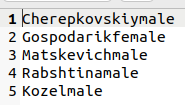 1 Cherepkovskiymale
2 Gospodarikfemale
3 Matskevichmale
4 Rabshtinamale
5 Kozelmale